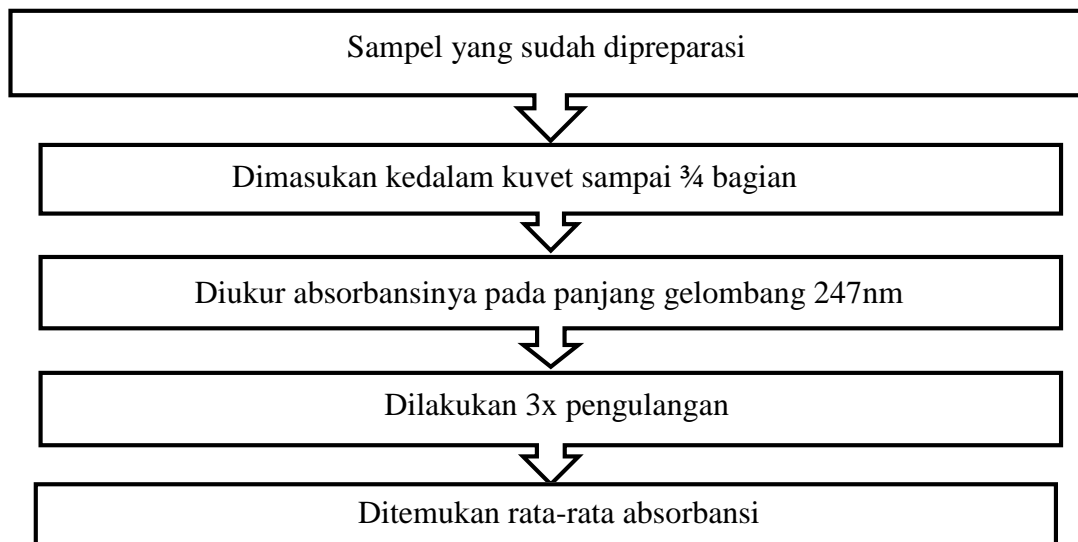 Sampel yang sudah dipreparasi
Dimasukan kedalam kuvet sampai ¾ bagian
Diukur absorbansinya pada panjang gelombang 247nm
Dilakukan 3x pengulangan
Ditemukan rata-rata absorbansi